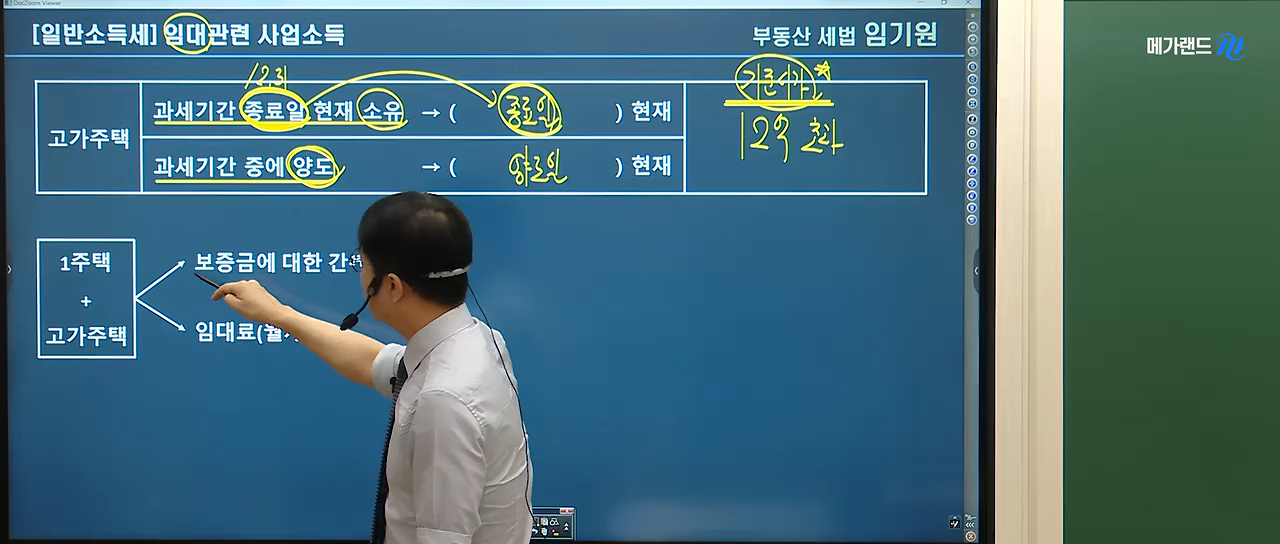 DocZoom Viewer
[일반소득세] 임대관련 사업소득
부동산 세법 임기원
메가랜드
12.31
고가주택
과세기간 종료일 현재 소유 → ( 종료일 ) 현재
과세기간 중에 양도 → ( 양도일 ) 현재
기준시가
12억 초과
1주택
+
고가주택
보증금에 대한 간주
임대료(월